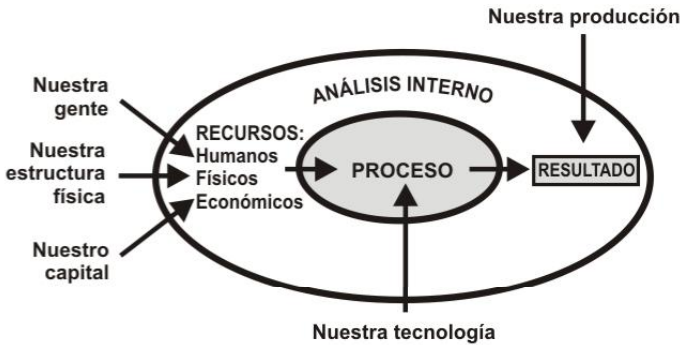 Nuestra producción
ANÁLISIS INTERNO
Nuestra
gente
Nuestra
estructura
física
Nuestro
capital
RECURSOS:
Humanos
Físicos
Económicos
PROCESO
RESULTADO
Nuestra tecnología